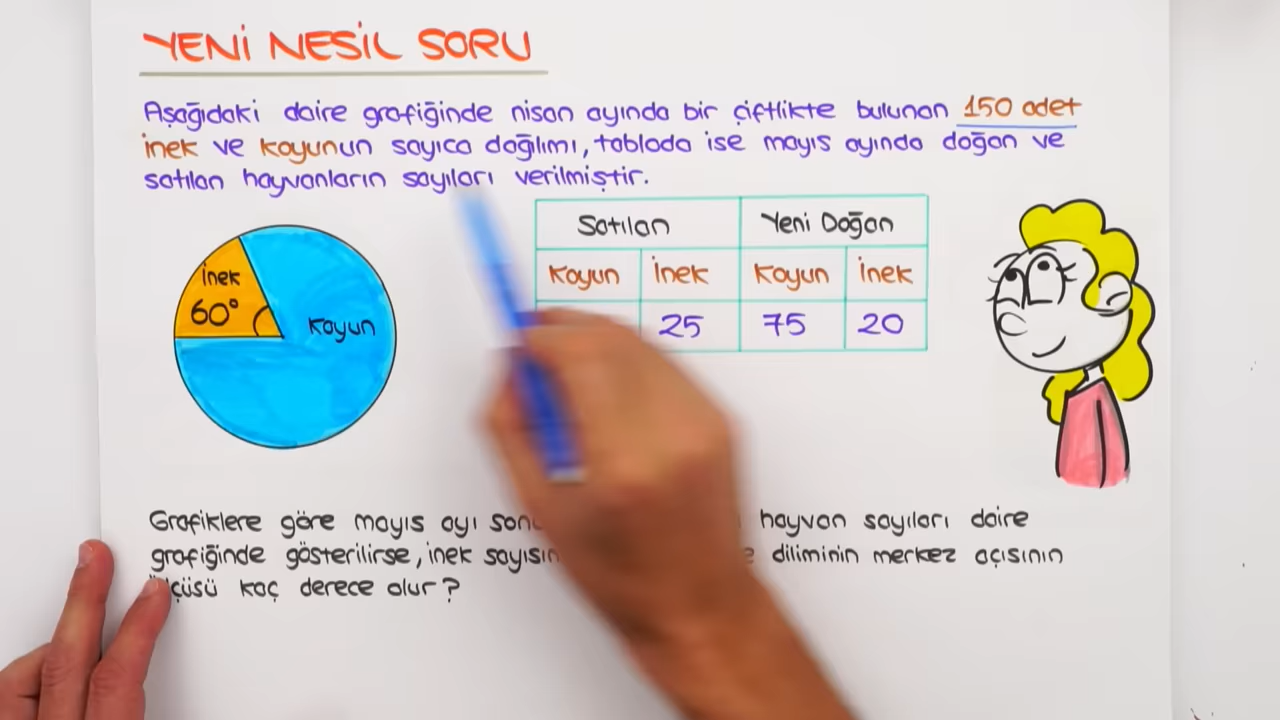 YENİ NESİL SORU
Aşağıdaki daire grafiğinde nisan ayında bir çiftlikte bulunan 150 adet
inek ve koyunun sayıca dağılımı, tabloda ise mayıs ayında doğan ve
satılan hayvanların sayıları verilmiştir.
Satılan Yeni Doğan
Koyun İnek Koyun İnek
25 75 20
İnek
60°
Koyun
Grafiklere göre mayıs ayı hayvan sayıları daire
grafiğinde gösterilirse, inek diliminin merkez açısının
kaç derece olur?